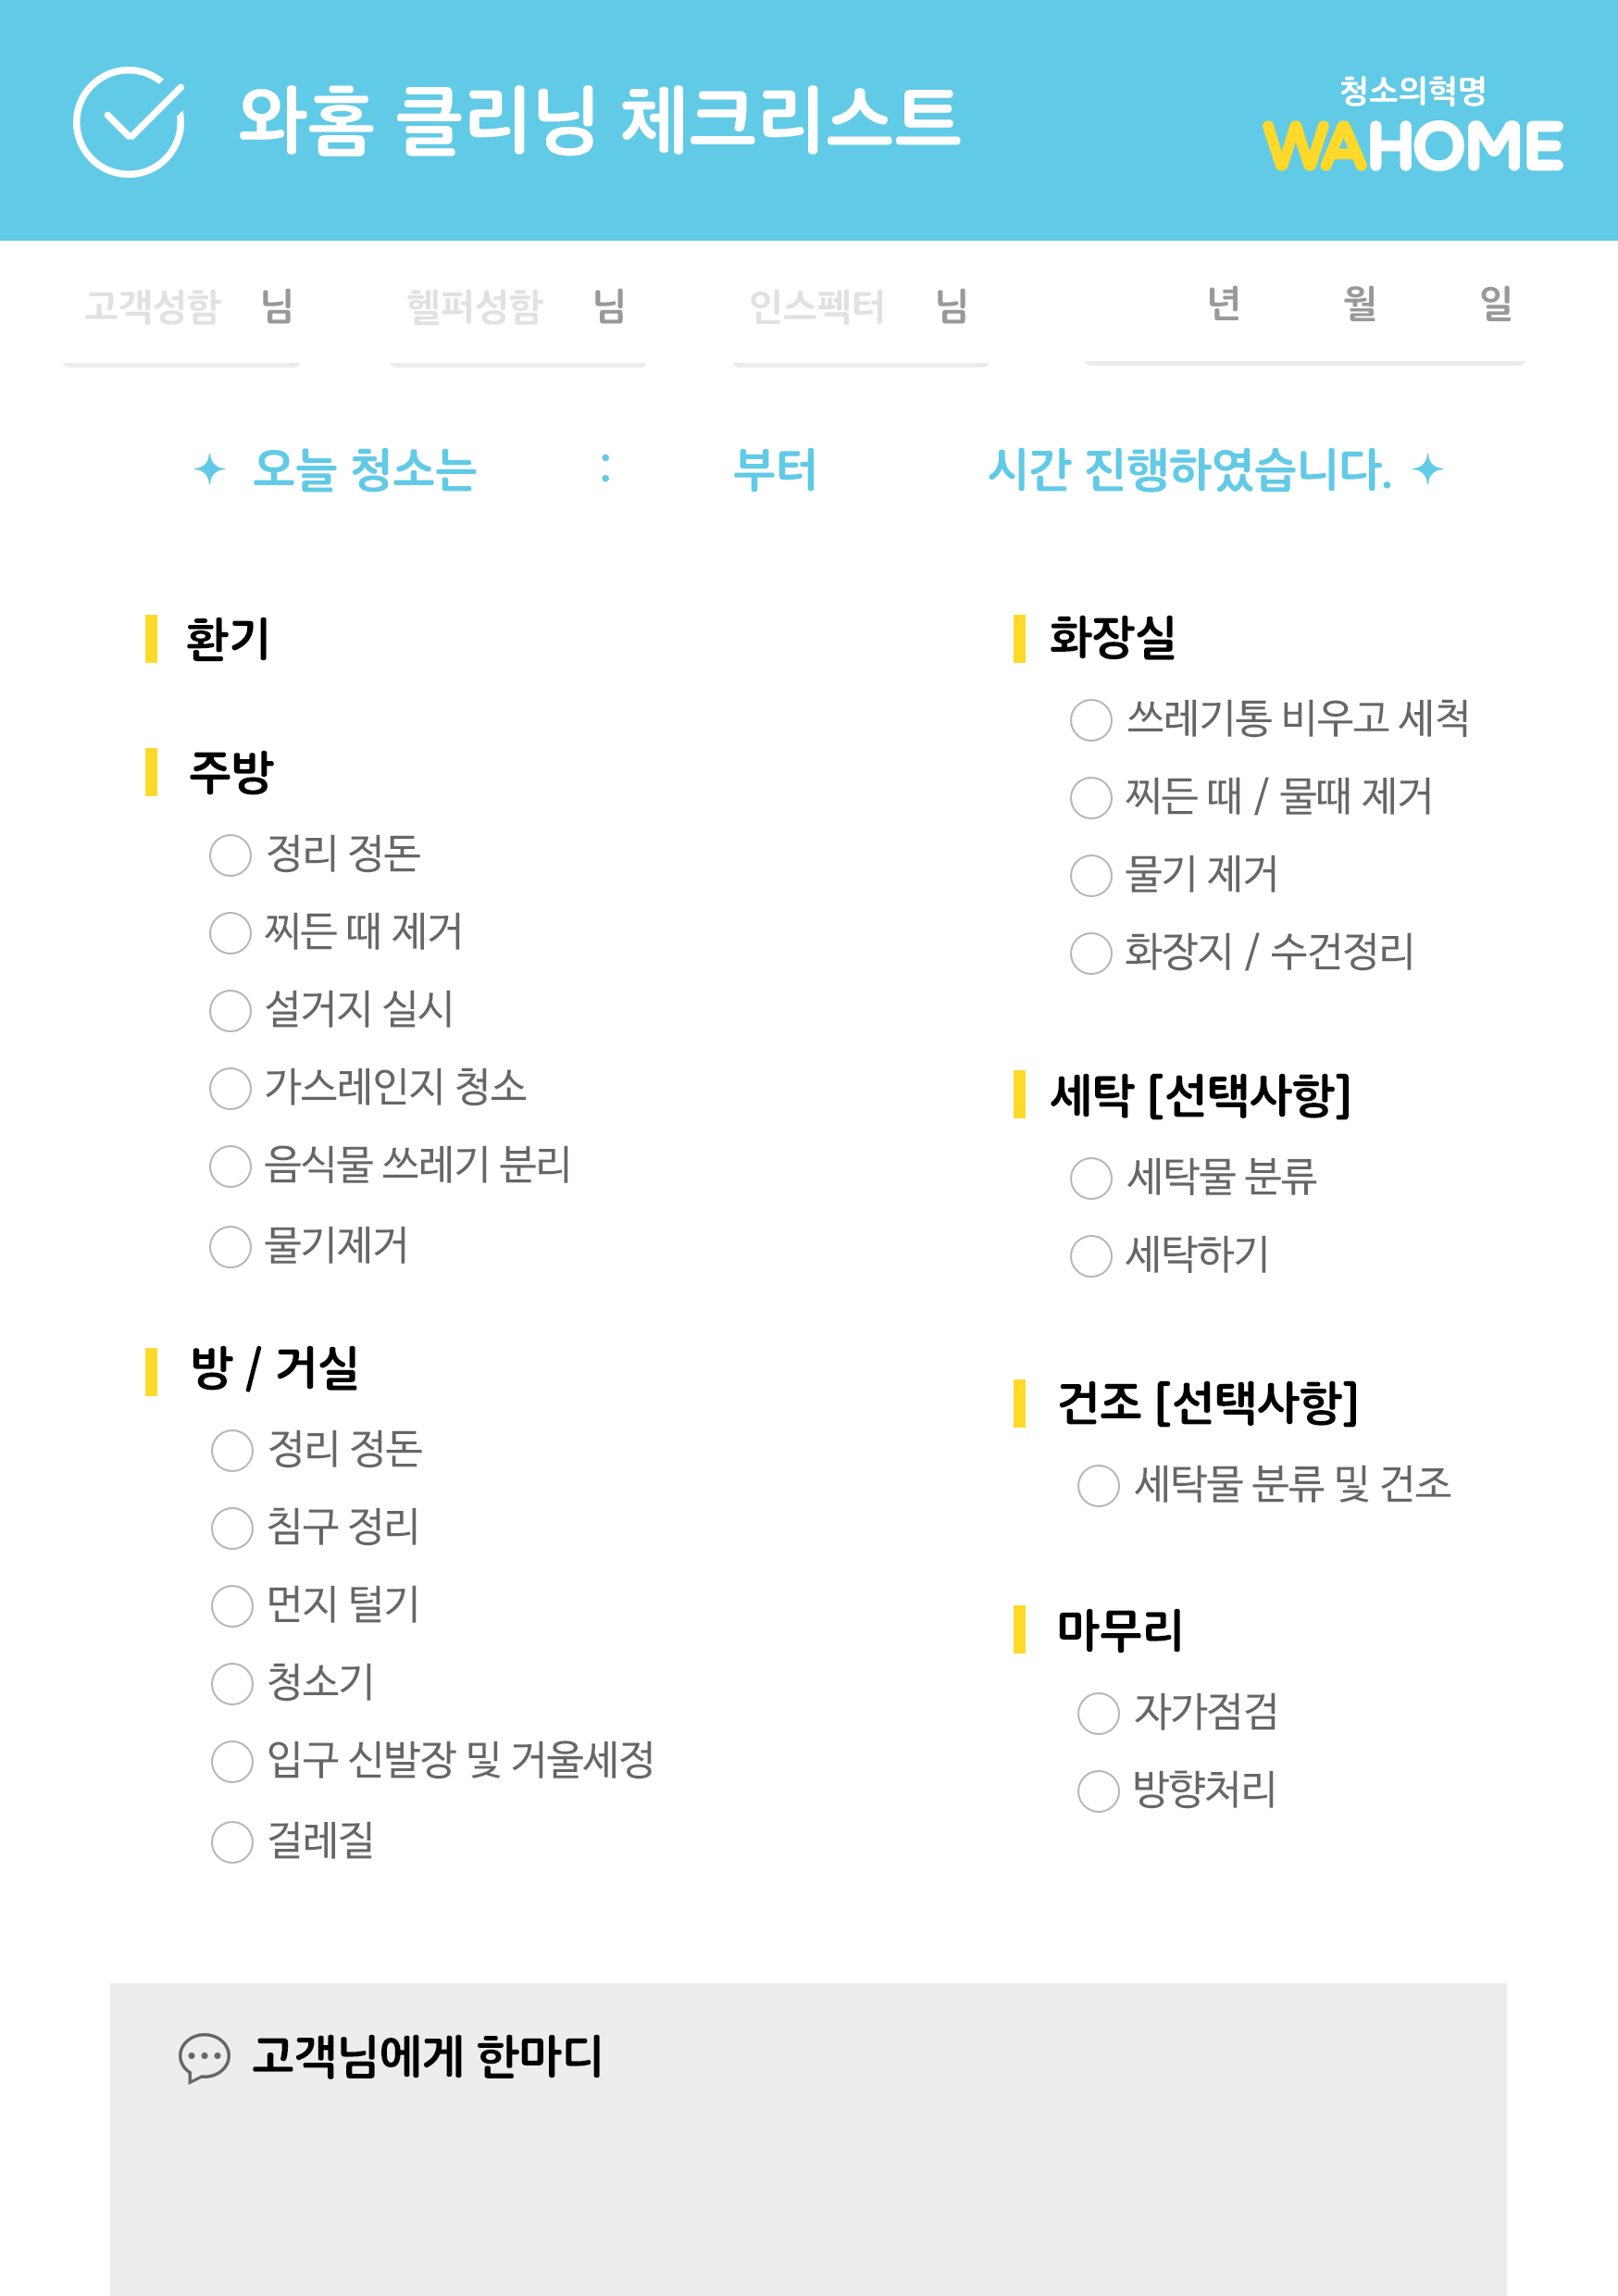 와홈 클리닝 체크리스트
청소의혁명
WAHOME
고객성함 님 헬퍼성함 님 인스펙터 님 년 월 일
오늘 청소는 : 부터 시간 진행하였습니다.
환기
주방
정리 정돈
찌든 때 제거
설거지 실시
가스레인지 청소
음식물 쓰레기 분리
물기제거
방 / 거실
정리 정돈
침구 정리
먼지 털기
청소기
입구 신발장 및 거울세정
걸레질
화장실
쓰레기통 비우고 세척
찌든 때 / 물때 제거
물기 제거
화장지 / 수건정리
세탁 [선택사항]
세탁물 분류
세탁하기
건조 [선택사항]
세탁물 분류 및 건조
마무리
자가점검
방향처리
고객님에게 한마디